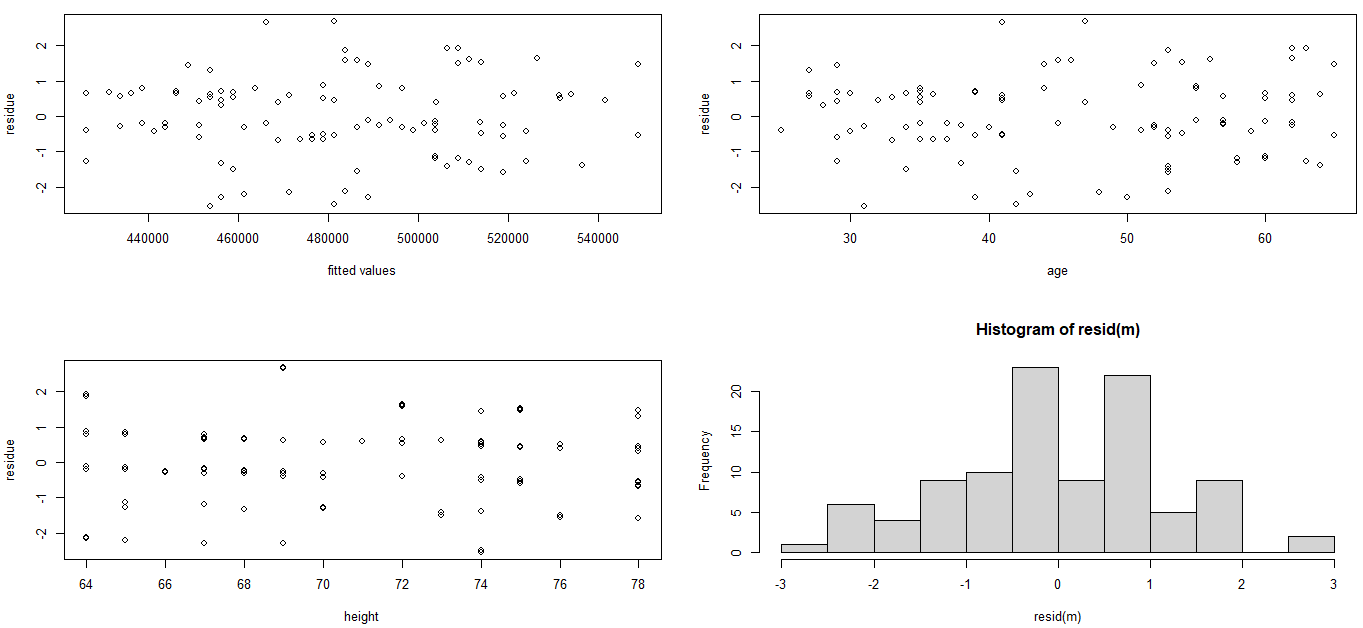 residue
2
1
0
-1
-2
440000 460000 480000 500000 520000 540000
fitted values
residue
2
1
0
-1
-2
30 40 50 60
age
residue
2
1
0
-1
-2
64 66 68 70 72 74 76 78
height
Histogram of resid(m)
Frequency
20
15
10
5
0
-3 -2 -1 0 1 2 3
resid(m)